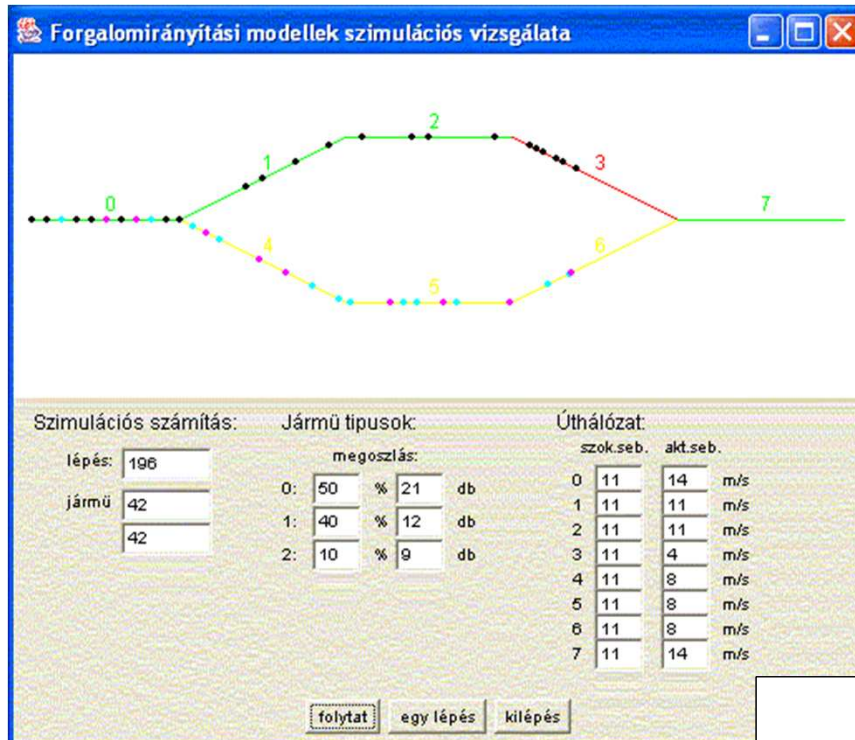 Forgalomirányítási modellek szimulációs vizsgálata
2
1
3
0
7
4
6
5
Szimulációs számítás:
lépés: 196
jármü 42
42
Jármü tipusok:
megoszlás:
0: 50 % 21 db
1: 40 % 12 db
2: 10 % 9 db
Úthálózat:
szok.seb. akt.seb.
0 11 14 m/s
1 11 11 m/s
2 11 11 m/s
3 11 4 m/s
4 11 8 m/s
5 11 8 m/s
6 11 8 m/s
7 11 14 m/s
folytat egy lépés kilépés